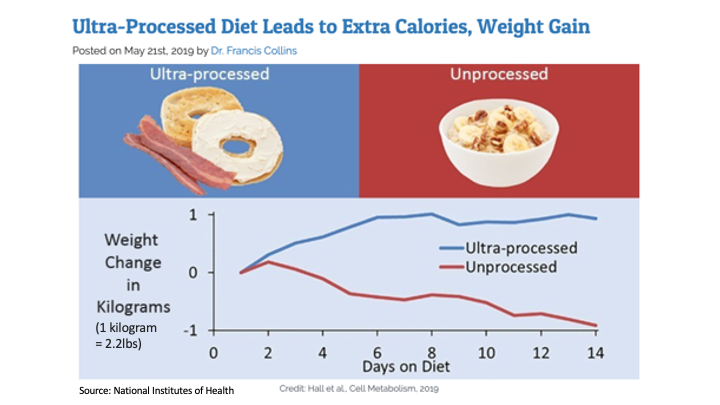 Ultra-Processed Diet Leads to Extra Calories, Weight Gain
Posted on May 21st, 2019 by Dr. Francis Collins
Ultra-processed
Unprocessed
Weight
Change
in
Kilograms
(1 kilogram
= 2.2lbs)
1
0
-1
Ultra-processed
Unprocessed
0 2 4 6 8 10 12 14
Days on Diet
Source: National Institutes of Health
Credit: Hall et al., Cell Metabolism, 2019